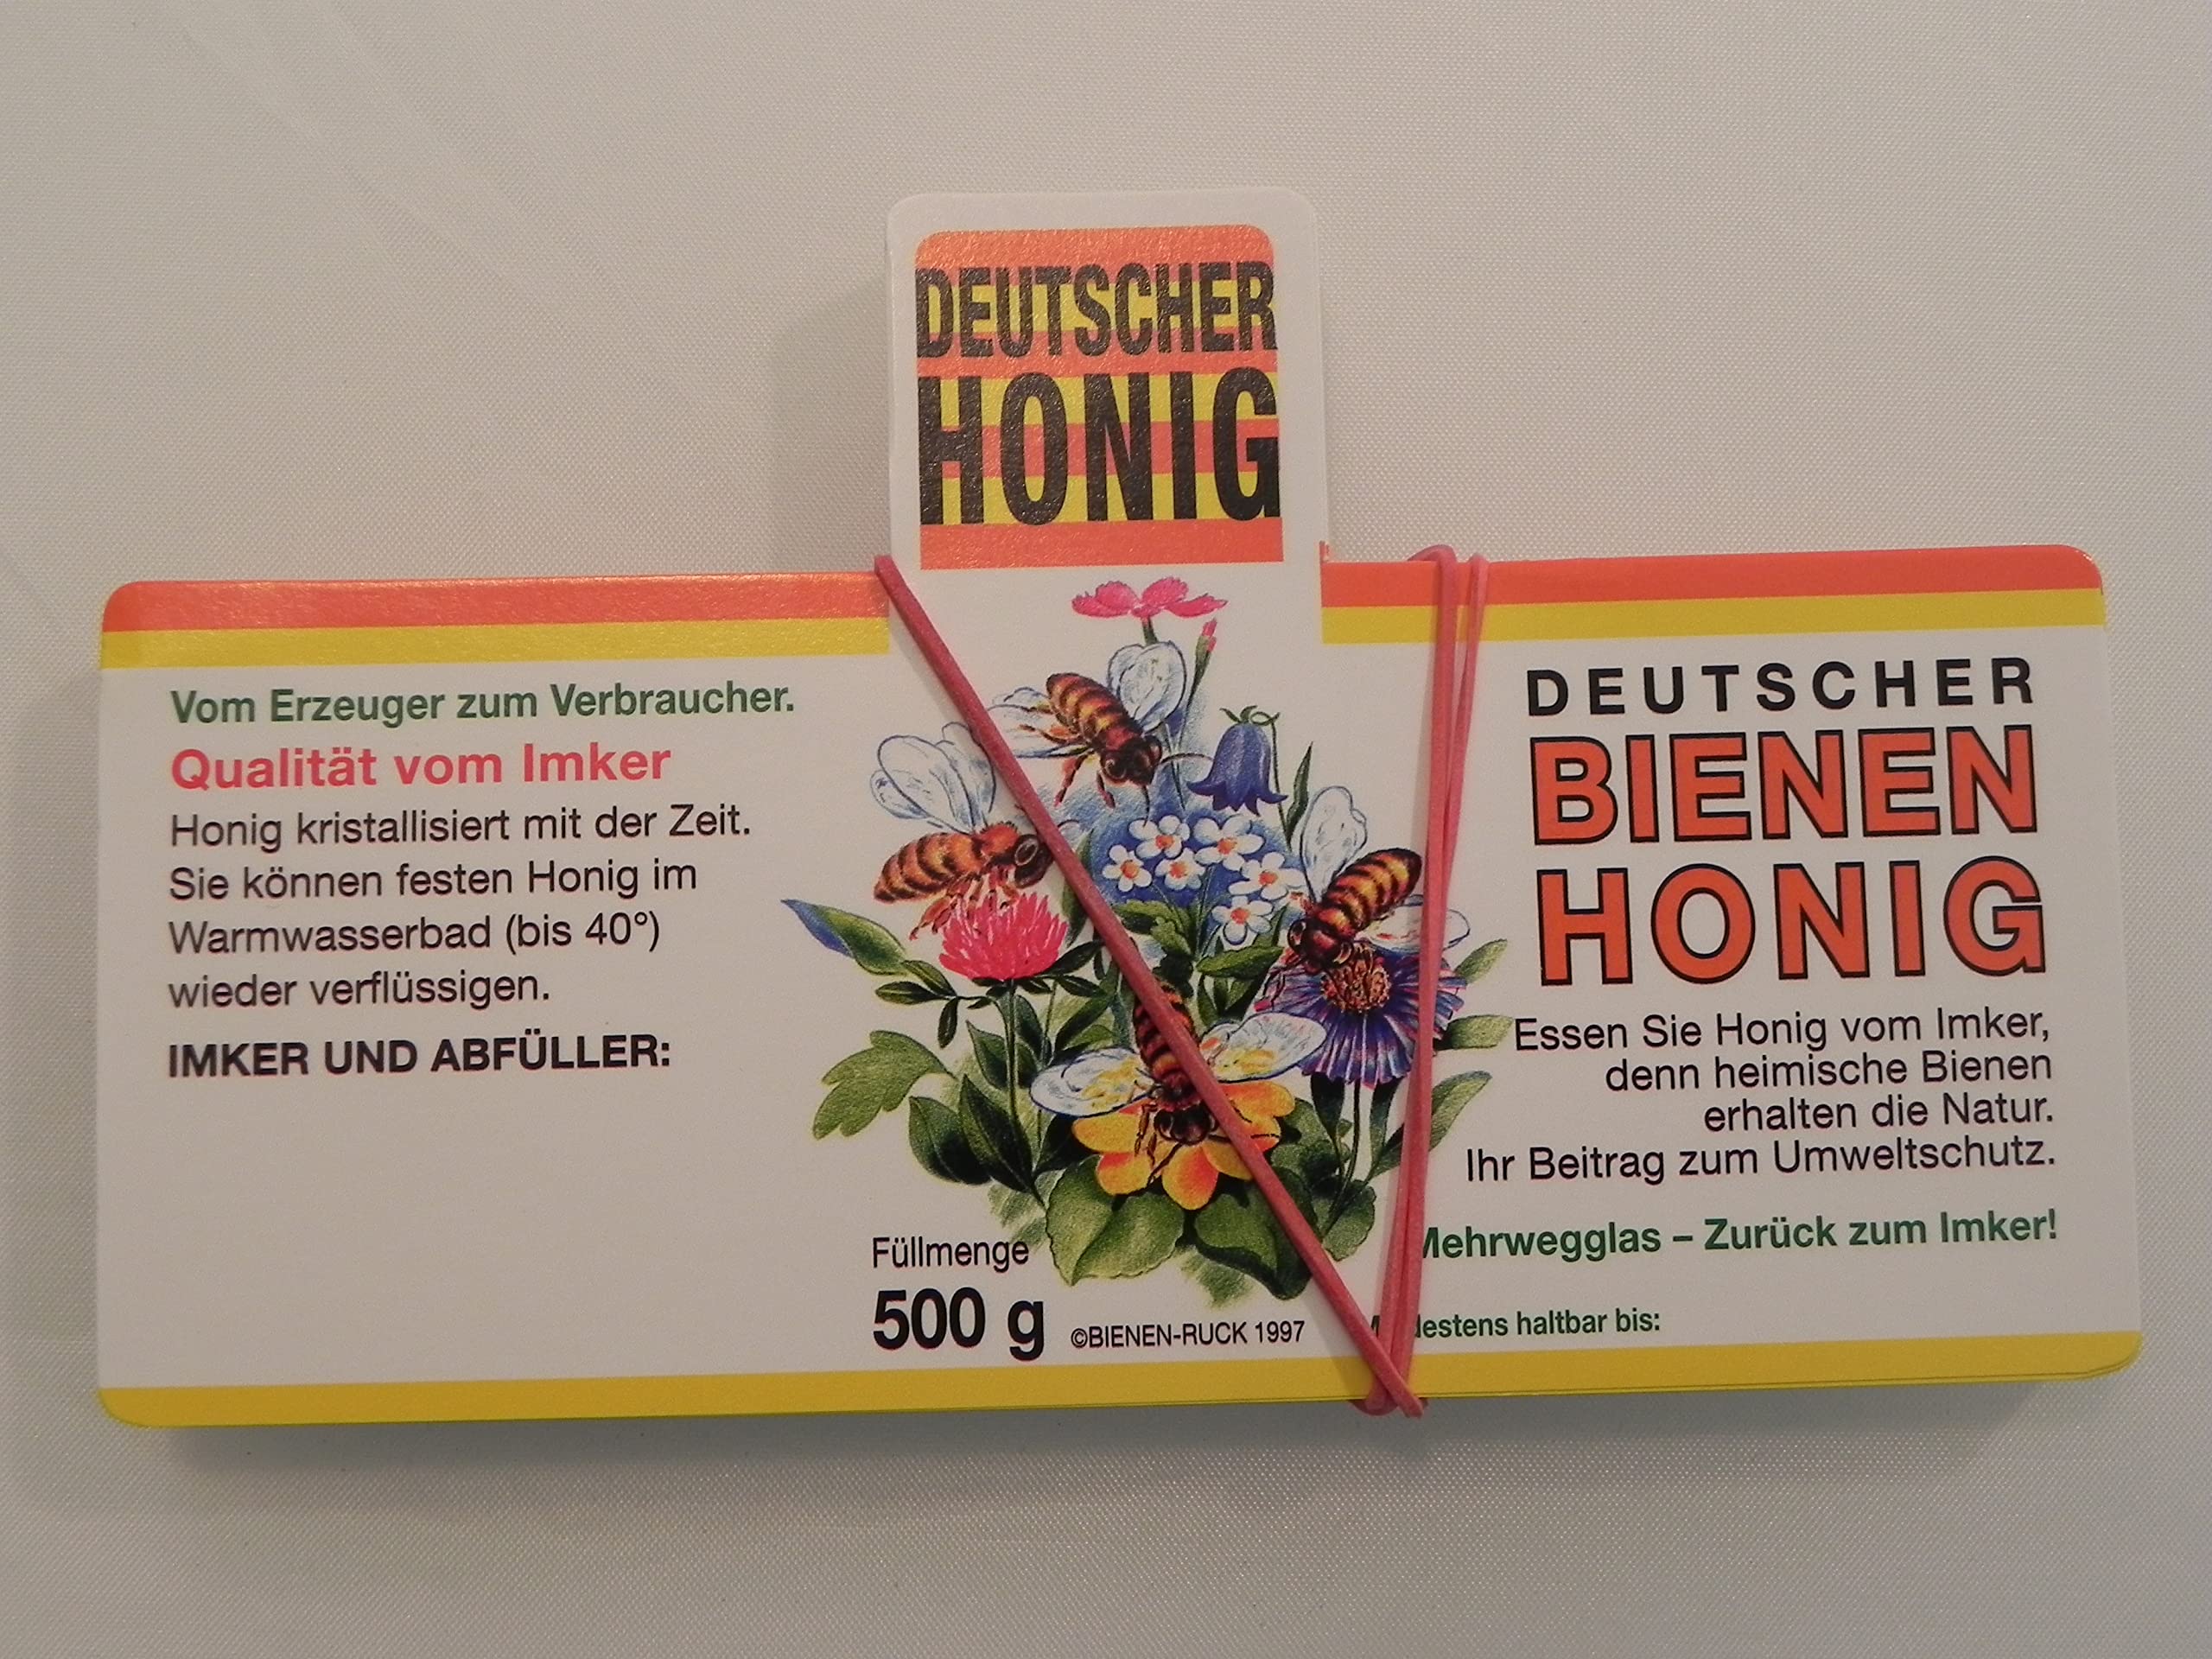 DEUTSCHER
HONIG
Vom Erzeuger zum Verbraucher.
Qualität vom Imker
Honig kristallisiert mit der Zeit.
Sie können festen Honig im
Warmwasserbad (bis 40°)
wieder verflüssigen.
IMKER UND ABFÜLLER:
Füllmenge
500 g
©BIENEN-RUCK 1997
DEUTSCHER
BIENEN
HONIG
Essen Sie Honig vom Imker,
denn heimische Bienen
erhalten die Natur.
Ihr Beitrag zum Umweltschutz.
Mehrwegglas – Zurück zum Imker!
Mindestens haltbar bis: